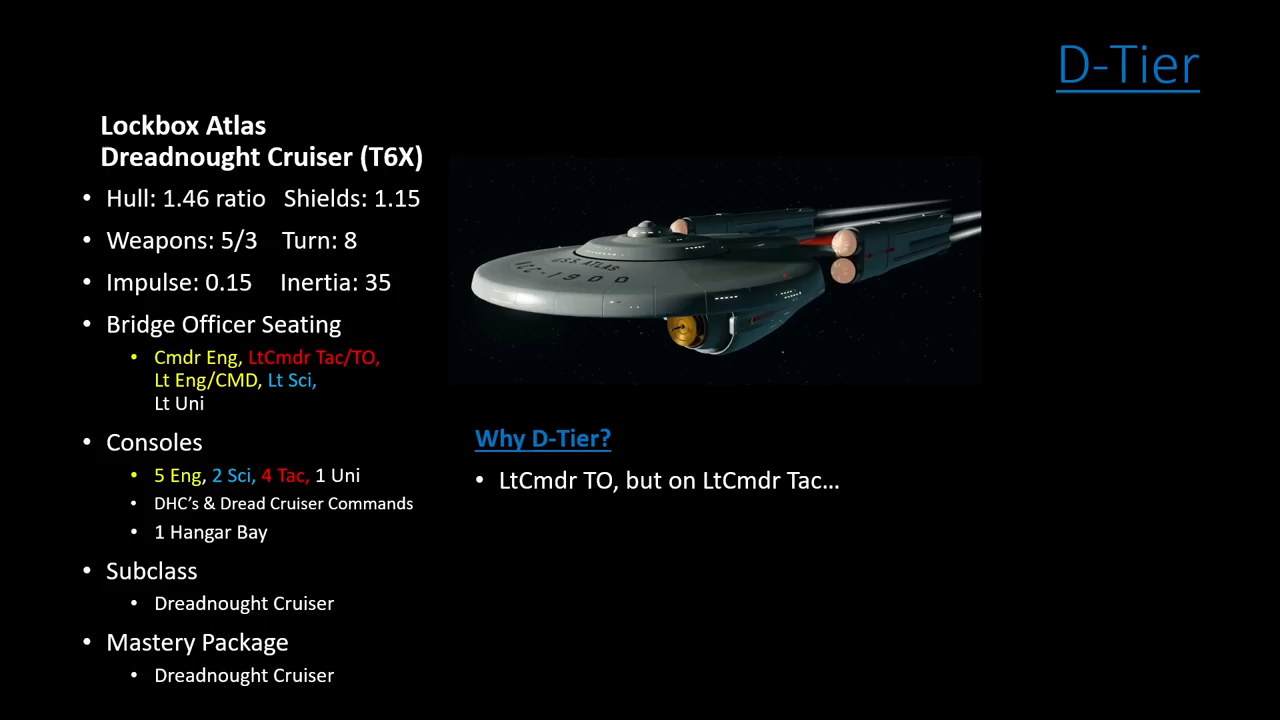 D-Tier
Lockbox Atlas
Dreadnought Cruiser (T6X)
• Hull: 1.46 ratio Shields: 1.15
• Weapons: 5/3 Turn: 8
• Impulse: 0.15 Inertia: 35
• Bridge Officer Seating
• Cmdr Eng, LtCmdr Tac/TO,
Lt Eng/CMD, Lt Sci,
Lt Uni
• Consoles
• 5 Eng, 2 Sci, 4 Tac, 1 Uni
• DHC's & Dread Cruiser Commands
• 1 Hangar Bay
• Subclass
• Dreadnought Cruiser
• Mastery Package
• Dreadnought Cruiser
U.S.S. ATLAS
NCC-1900
Why D-Tier?
• LtCmdr TO, but on LtCmdr Tac...